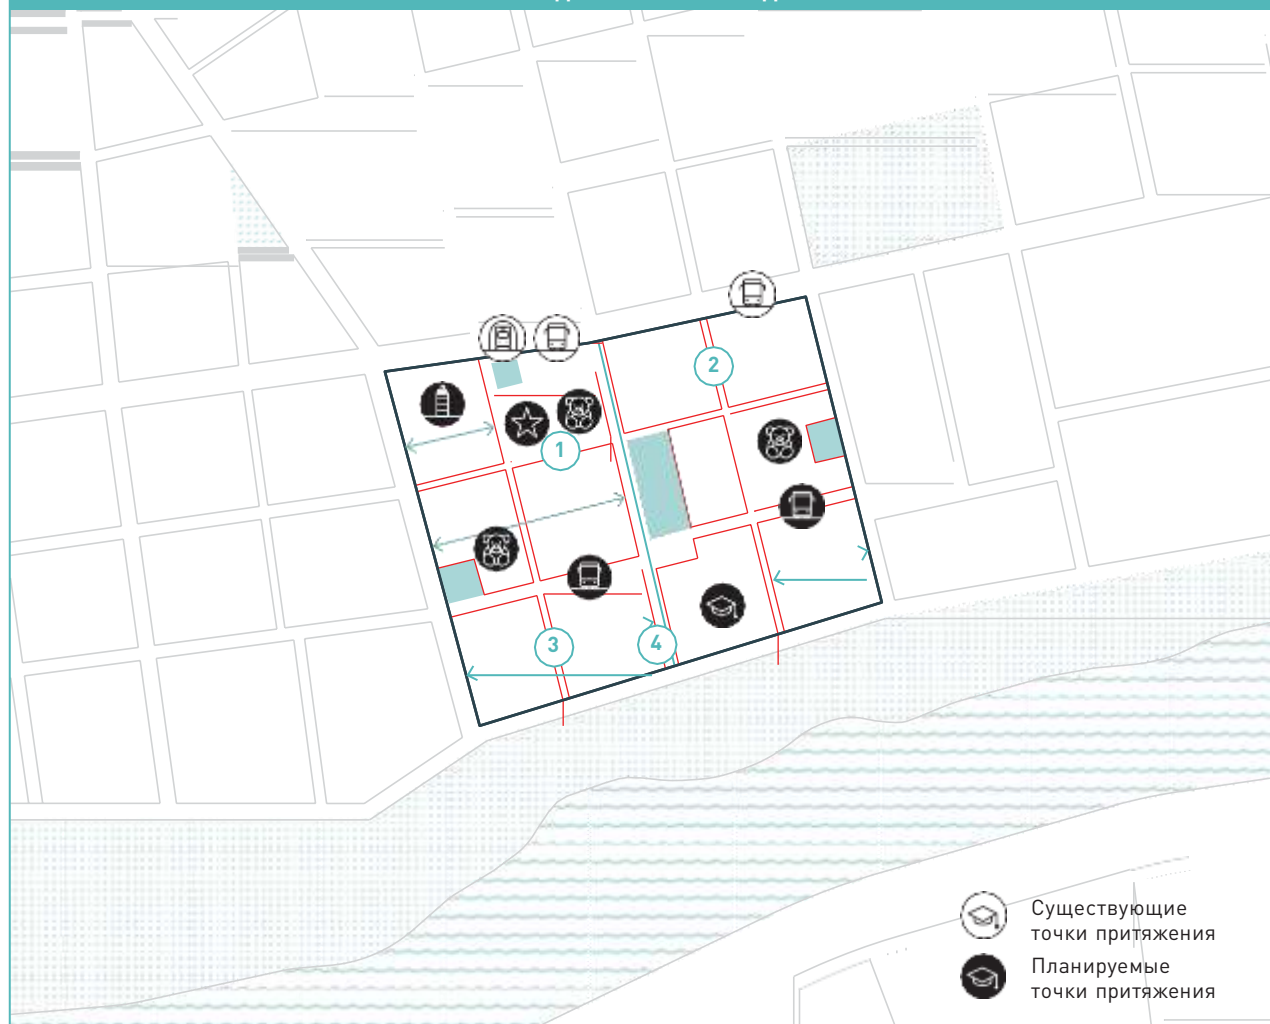 2
1
3
4
Существующие
точки притяжения
Планируемые
точки притяжения